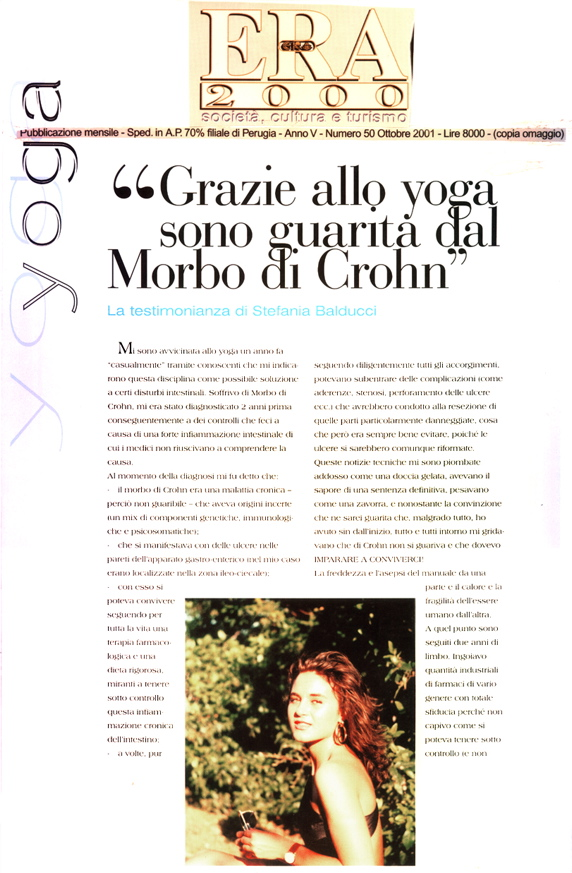 ERA
2000
società, cultura e turismo
Pubblicazione mensile - Sped. in A.P. 70% filiale di Perugia - Anno V - Numero 50 Ottobre 2001 - Lire 8000 - (copia omaggio)
yoga
yoga
“Grazie allo yoga
sono guarita dal
Morbo di Crohn”
La testimonianza di Stefania Balducci
Mi sono avvicinata allo yoga un anno fa
“casualmente” tramite conoscenti che mi indica-
rono questa disciplina come possibile soluzione
a certi disturbi intestinali. Soffrivo di Morbo di
Crohn, mi era stato diagnosticato 2 anni prima
conseguentemente a dei controlli che feci a
causa di una forte infiammazione intestinale di
cui i medici non riuscivano a comprendere la
causa.
Al momento della diagnosi mi fu detto che:
- il morbo di Crohn era una malattia cronica –
perciò non guaribile – che aveva origini incerte
(un mix di componenti genetiche, immunologi-
che e psicosomatiche);
- che si manifestava con delle ulcere nelle
pareti dell'apparato gastro-enterico (nel mio caso
erano localizzate nella zona ileo-ciecale);
- con esso si
poteva convivere
seguendo per
tutta la vita una
terapia farmaco-
logica e una
dieta rigorosa,
miranti a tenere
sotto controllo
questa infiam-
mazione cronica
dell'intestino;
- a volte, pur
seguendo diligentemente tutti gli accorgimenti,
potevano subentrare delle complicazioni (come
aderenze, stenosi, perforamento delle ulcere
ecc.) che avrebbero condotto alla resezione di
quelle parti particolarmente danneggiate, cosa
che però era sempre bene evitare, poiché le
ulcere si sarebbero comunque riformate.
Queste notizie tecniche mi sono piombate
addosso come una doccia gelata, avevano il
sapore di una sentenza definitiva, pesavano
come una zavorra, e nonostante la convinzione
che ne sarei guarita che, malgrado tutto, ho
avuto sin dall'inizio, tutto e tutti intorno mi grida-
vano che di Crohn non si guariva e che dovevo
IMPARARE A CONVIVERCI!
La freddezza e l'asepsi del manuale da una
parte e il calore e la
fragilità dell'essere
umano dall'altra.
A quel punto sono
seguiti due anni di
limbo. Ingoiavo
quantità industriali
di farmaci di vario
genere con totale
sfiducia perché non
capivo come si
poteva tenere sotto
controllo (e non